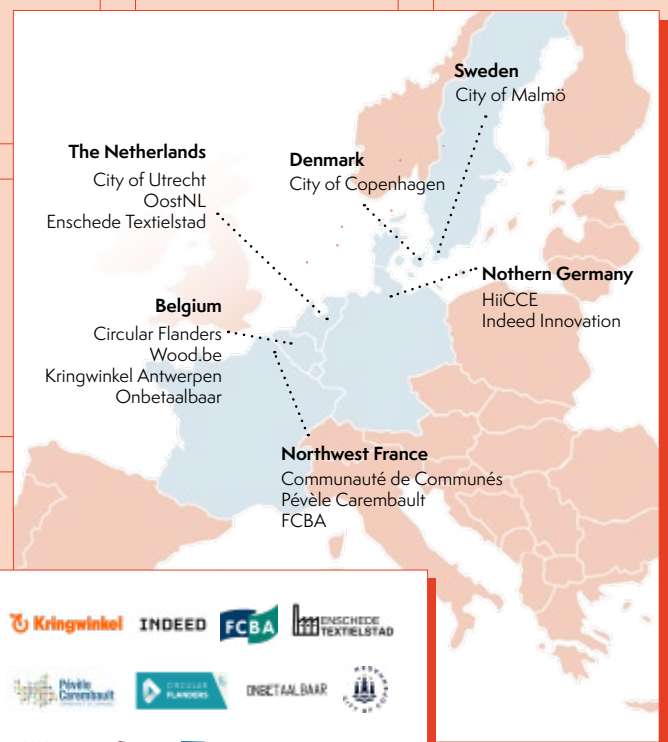 Sweden
City of Malmö
The Netherlands
City of Utrecht
OostNL
Enschede Textielstad
Denmark
City of Copenhagen
Nothern Germany
HiiCCE
Indeed Innovation
Belgium
Circular Flanders
Wood.be
Kringwinkel Antwerpen
Onbetaalbaar
Northwest France
Communauté de Communés
Pévèle Carembault
FCBA
Kringwinkel
INDEED
FCBA
ENSCHEDE
TEXTIELSTAD
Pévèle
Carembault
CIRCULAR
FLANDERS
ONBETAALBAAR